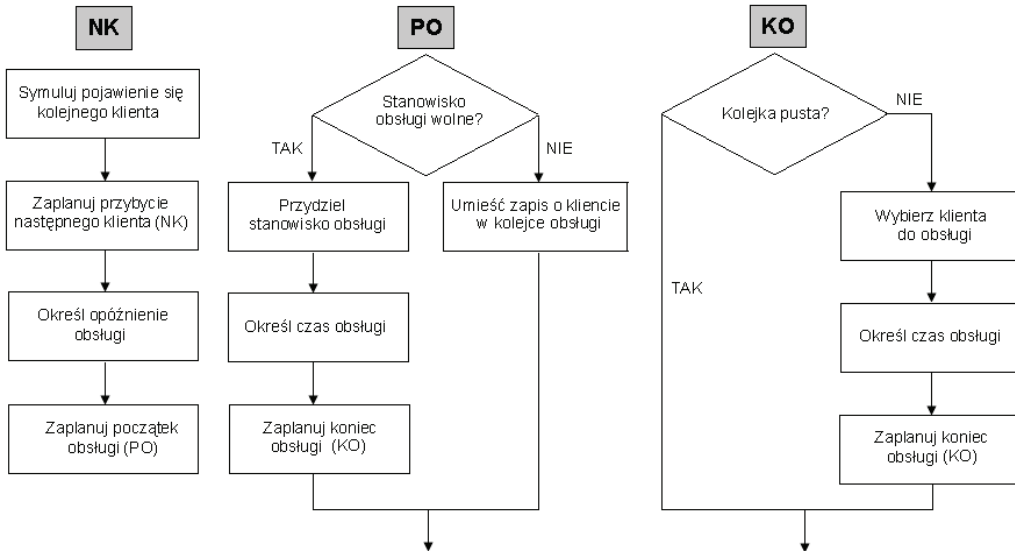 NK
Symuluj pojawienie się
kolejnego klienta
Zaplanuj przybycie
następnego klienta (NK)
Określ opóźnienie
obsługi
Zaplanuj początek
obsługi (PO)
PO
Stanowisko
obsługi wolne?
TAK
NIE
Przydziel
stanowisko obsługi
Umieść zapis o kliencie
w kolejce obsługi
Określ czas obsługi
Zaplanuj koniec
obsługi (KO)
KO
Kolejka pusta?
NIE
TAK
Wybierz klienta
do obsługi
Określ czas obsługi
Zaplanuj koniec
obsługi (KO)